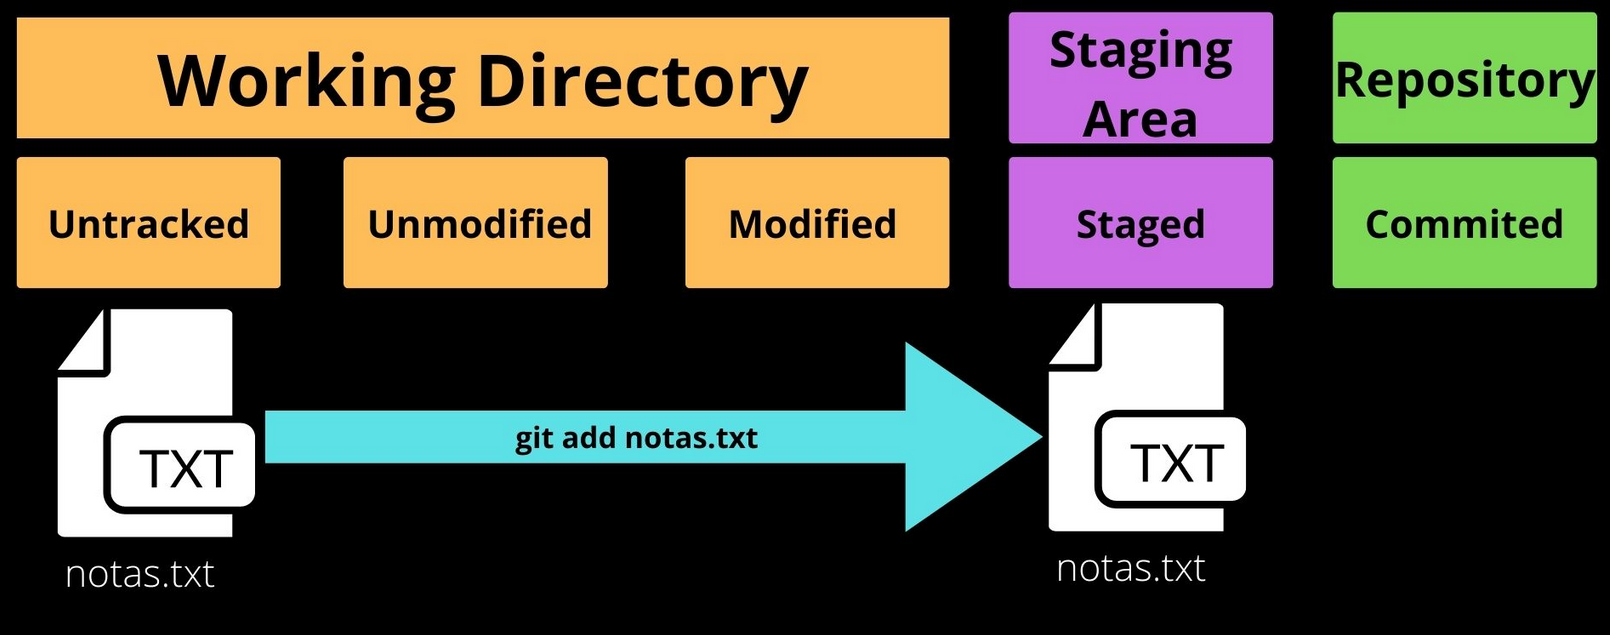 Working Directory
Staging
Area
Repository
Untracked
Unmodified
Modified
Staged
Commited
git add notas.txt
TXT
TXT
notas.txt
notas.txt